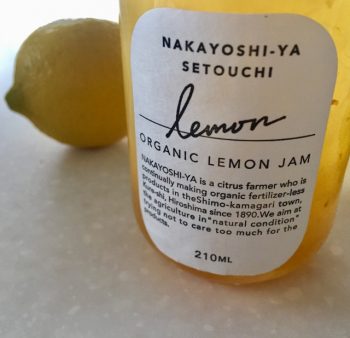 NAKAYOSHI-YA
SETOUCHI
lemon
ORGANIC LEMON JAM
NAKAYOSHI-YA is a citrus farmer who is
continually making organic fertilizer-less
products in theShimo-kamagari town,
Kure-shi, Hiroshima since 1890.We aim at
the agriculture in"natural condition"
trying not to care too much for the
products.
210ML